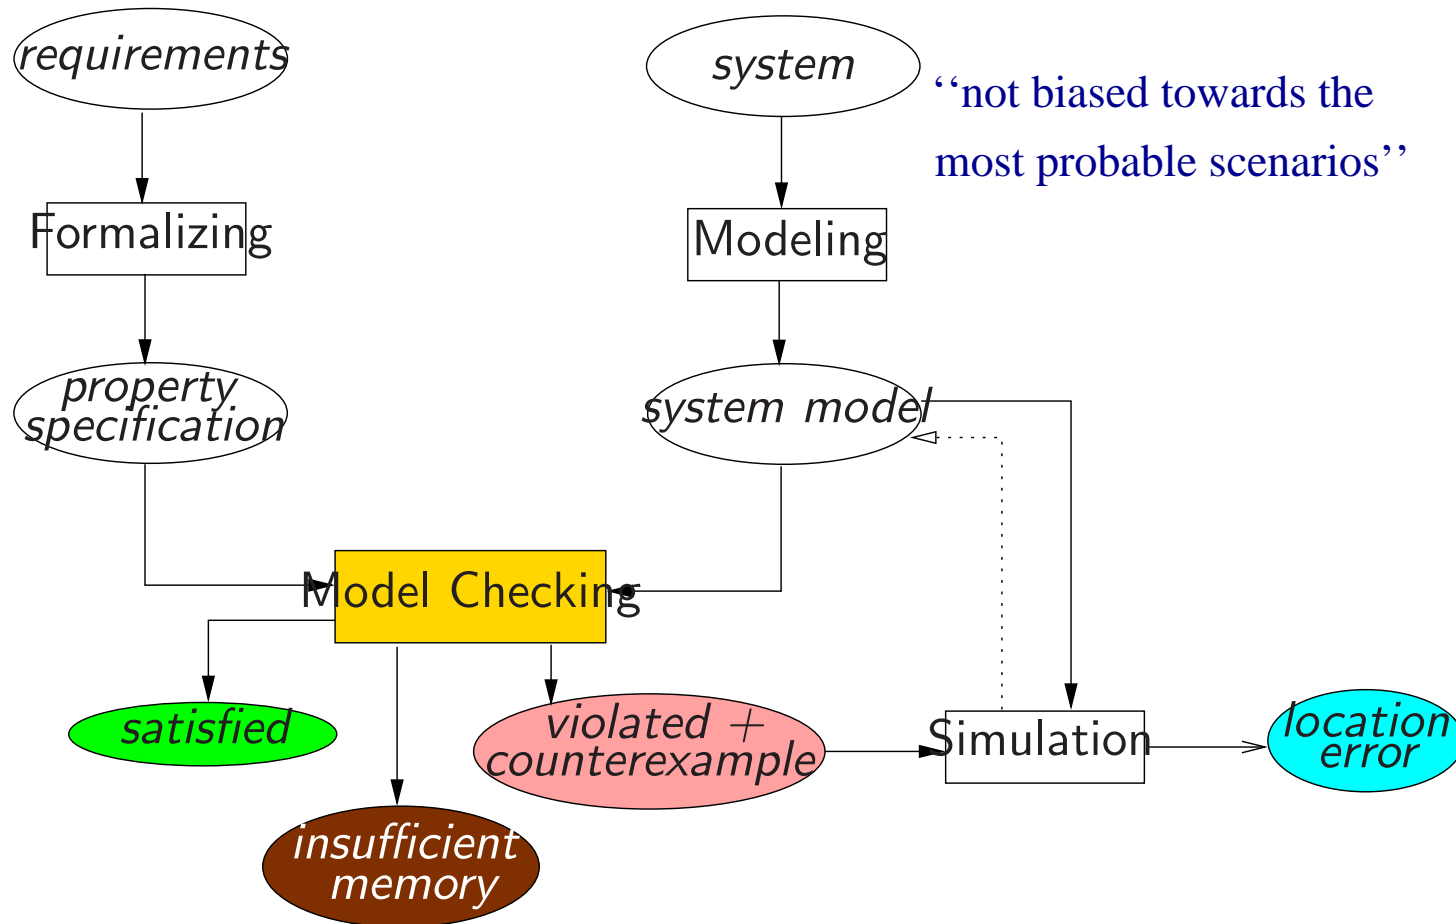 requirements
system
‘‘not biased towards the
most probable scenarios’’
Formalizing
Modeling
property
specification
system model
Model Checking
satisfied
violated +
counterexample
Simulation
location
error
insufficient
memory